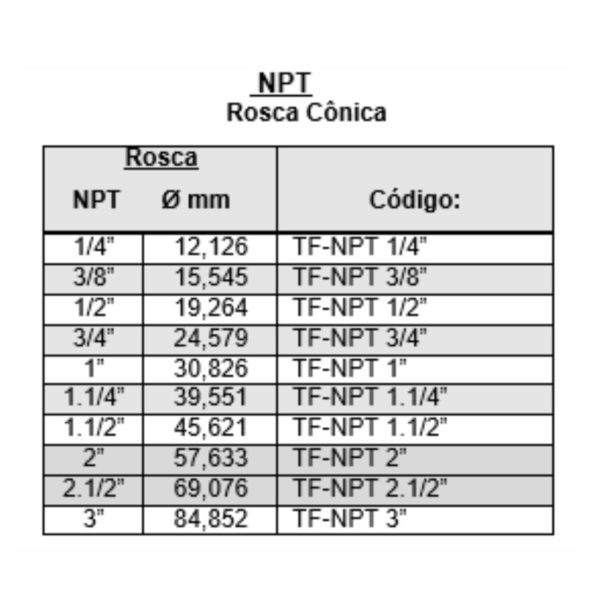 NPT
Rosca Cônica
Rosca
NPT Ø mm Código:
1/4” 12,126 TF-NPT 1/4”
3/8” 15,545 TF-NPT 3/8”
1/2” 19,264 TF-NPT 1/2”
3/4” 24,579 TF-NPT 3/4”
1” 30,826 TF-NPT 1”
1.1/4” 39,551 TF-NPT 1.1/4”
1.1/2” 45,621 TF-NPT 1.1/2”
2” 57,633 TF-NPT 2”
2.1/2” 69,076 TF-NPT 2.1/2”
3” 84,852 TF-NPT 3”